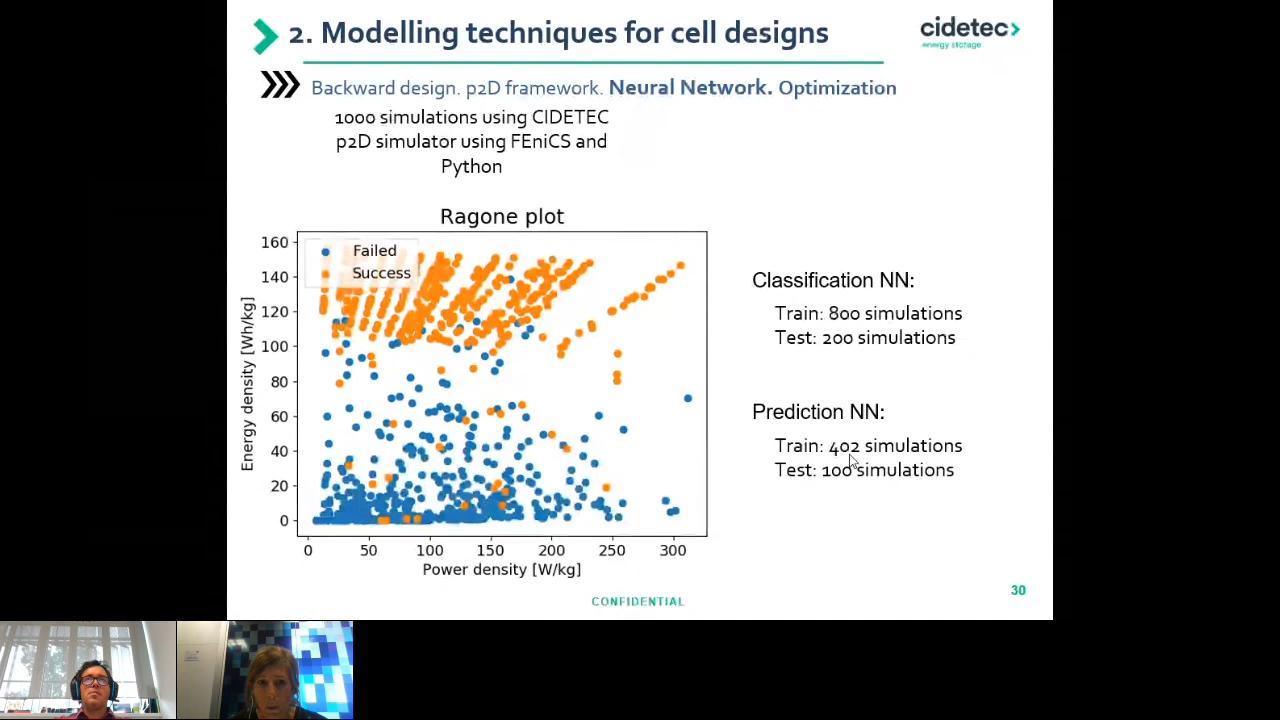 2. Modelling techniques for cell designs
cidetec>
energy storage
Backward design. p2D framework. Neural Network. Optimization
1000 simulations using CIDETEC
p2D simulator using FEniCS and
Python
Ragone plot
Failed
Success
160
140
120
100
80
60
40
20
0
Energy density [Wh/kg]
0 50 100 150 200 250 300
Power density [W/kg]
Classification NN:
Train: 800 simulations
Test: 200 simulations
Prediction NN:
Train: 402 simulations
Test: 100 simulations
CONFIDENTIAL
30